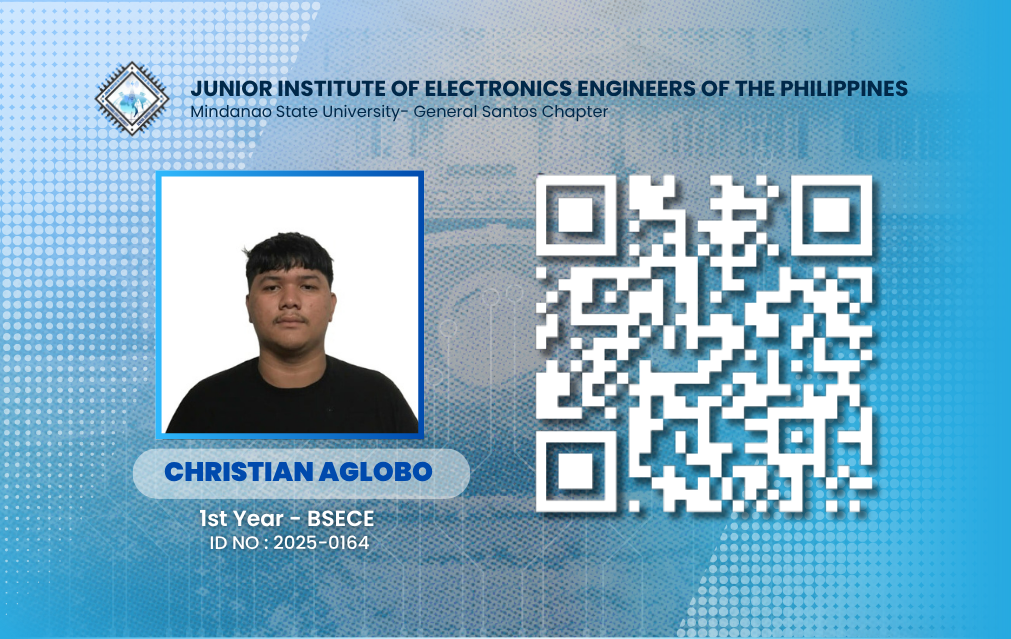 JUNIOR INSTITUTE OF ELECTRONICS ENGINEERS OF THE PHILIPPINES
Mindanao State University- General Santos Chapter
CHRISTIAN AGLOBO
1st Year - BSECE
ID NO : 2025-0164